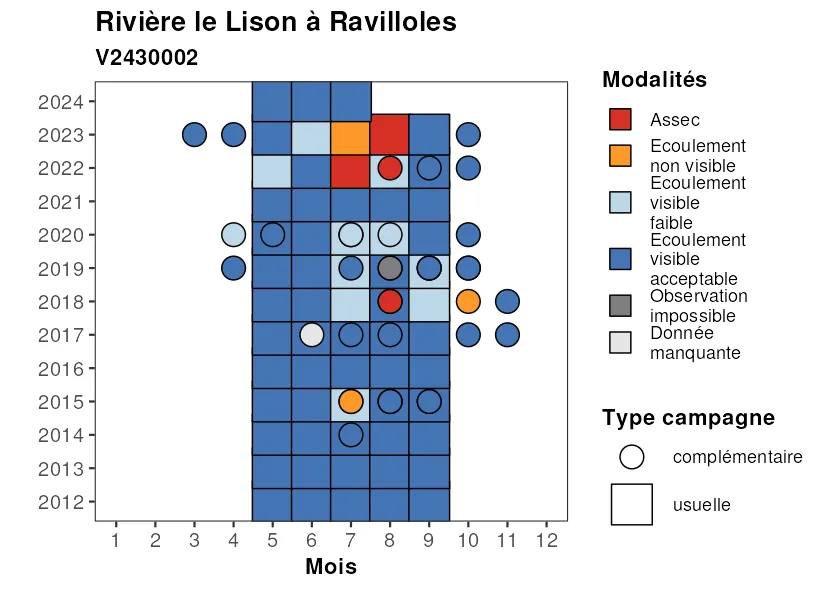 Rivière le Lison à Ravilloles
V2430002
2024
2023
2022
2021
2020
2019
2018
2017
2016
2015
2014
2013
2012
1 2 3 4 5 6 7 8 9 10 11 12
Mois
Modalités
Assec
Ecoulement
non visible
Ecoulement
visible
faible
Ecoulement
visible
acceptable
Observation
impossible
Donnée
manquante
Type campagne
complémentaire
usuelle